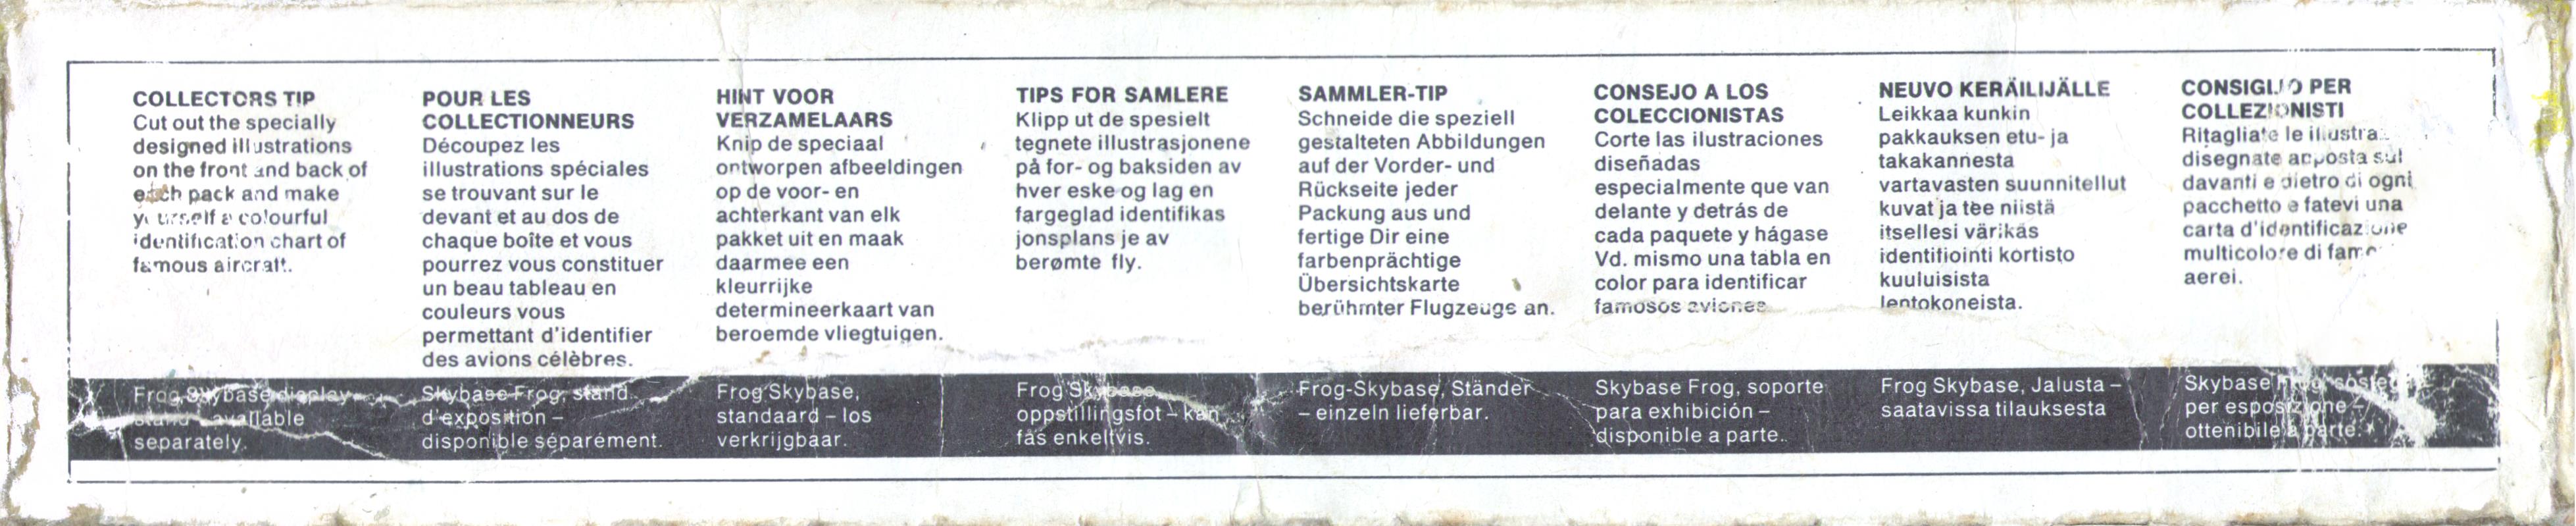 COLLECTORS TIP
Cut out the specially
designed illustrations
on the front and back of
each pack and make
yourself a colourful
identification chart of
famous aircraft.
Frog Skybase display
stand – available
separately.
POUR LES
COLLECTIONNEURS
Découpez les
illustrations spéciales
se trouvant sur le
devant et au dos de
chaque boîte et vous
pourrez vous constituer
un beau tableau en
couleurs vous
permettant d'identifier
des avions célèbres.
Skybase Frog, stand
d'exposition –
disponible séparément.
HINT VOOR
VERZAMELAARS
Knip de speciaal
ontworpen afbeeldingen
op de voor- en
achterkant van elk
pakket uit en maak
daarmee een
kleurrijke
determineerkaart van
beroemde vliegtuigen.
Frog Skybase,
standaard – los
verkrijgbaar.
TIPS FOR SAMLERE
Klipp ut de spesielt
tegnete illustrasjonene
på for- og baksiden av
hver eske og lag en
fargeglad identifikas
jonsplans je av
berømte fly.
Frog Skybase
oppstillingsfot – kan
fås enkeltvis.
SAMMLER-TIP
Schneide die speziell
gestalteten Abbildungen
auf der Vorder- und
Rückseite jeder
Packung aus und
fertige Dir eine
farbenprächtige
Übersichtskarte
berühmter Flugzeuge an.
Frog-Skybase, Ständer
– einzeln lieferbar.
CONSEJO A LOS
COLECCIONISTAS
Corte las ilustraciones
diseñadas
especialmente que van
delante y detrás de
cada paquete y hágase
Vd. mismo una tabla en
color para identificar
famosos aviones
Skybase Frog, soporte
para exhibición –
disponible a parte.
NEUVO KERÄILIJÄLLE
Leikkaa kunkin
pakkauksen etu- ja
takakannesta
vartavasten suunnitellut
kuvat ja tee niistä
itsellesi värikäs
identifiointi kortisto
kuuluisista
lentokoneista.
Frog Skybase, Jalusta –
saatavissa tilauksesta
CONSIGLIO PER
COLLEZIONISTI
Ritagliate le
disegnate apposta sul
davanti e dietro di ogni
pacchetto e fatevi una
carta d'identificazione
multicolore di
aerei.
Skybase Frog,
per esposizione –
ottenibile a parte.